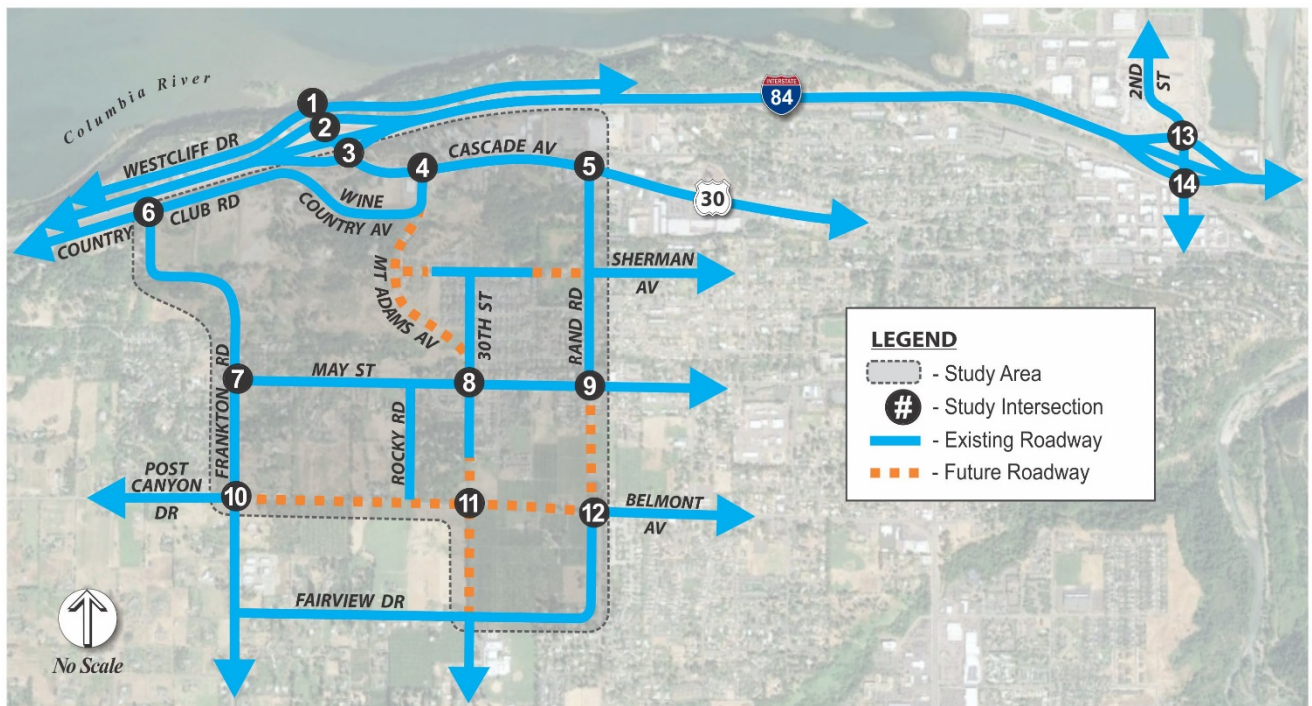 Columbia River
1
2
3
4
5
6
7
8
9
10
11
12
13
14
INTERSTATE
84
2ND
ST
WESTCLIFF DR
CASCADE AV
30
WINE
COUNTRY AV
COUNTRY CLUB RD
MT ADAMS AV
SHERMAN
AV
30TH ST
RAND RD
FRANKTON RD
MAY ST
ROCKY RD
POST
CANYON
DR
BELMONT
AV
FAIRVIEW DR
No Scale
LEGEND
- Study Area
# - Study Intersection
- Existing Roadway
- Future Roadway